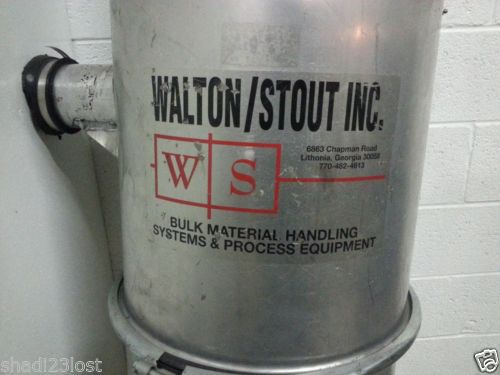 WALTON/STOUT INC.
6863 Chapman Road
Lithonia, Georgia 30058
770-482-4613
W S
BULK MATERIAL HANDLING
SYSTEMS & PROCESS EQUIPMENT
shadi23lost